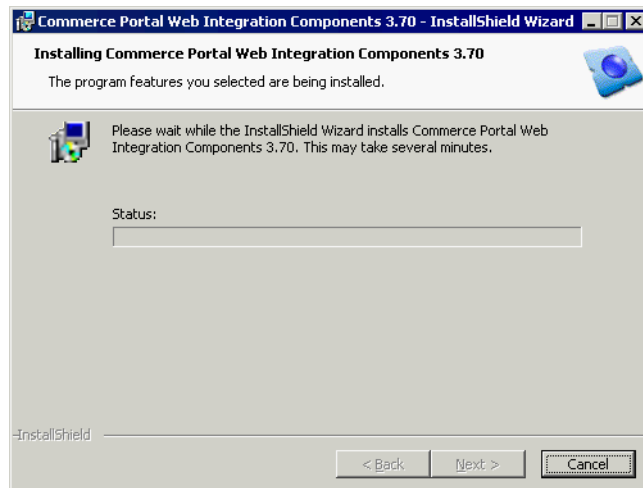 Commerce Portal Web Integration Components 3.70 - InstallShield Wizard
Installing Commerce Portal Web Integration Components 3.70
The program features you selected are being installed.
Please wait while the InstallShield Wizard installs Commerce Portal Web
Integration Components 3.70. This may take several minutes.
Status:
InstallShield
< Back
Next >
Cancel